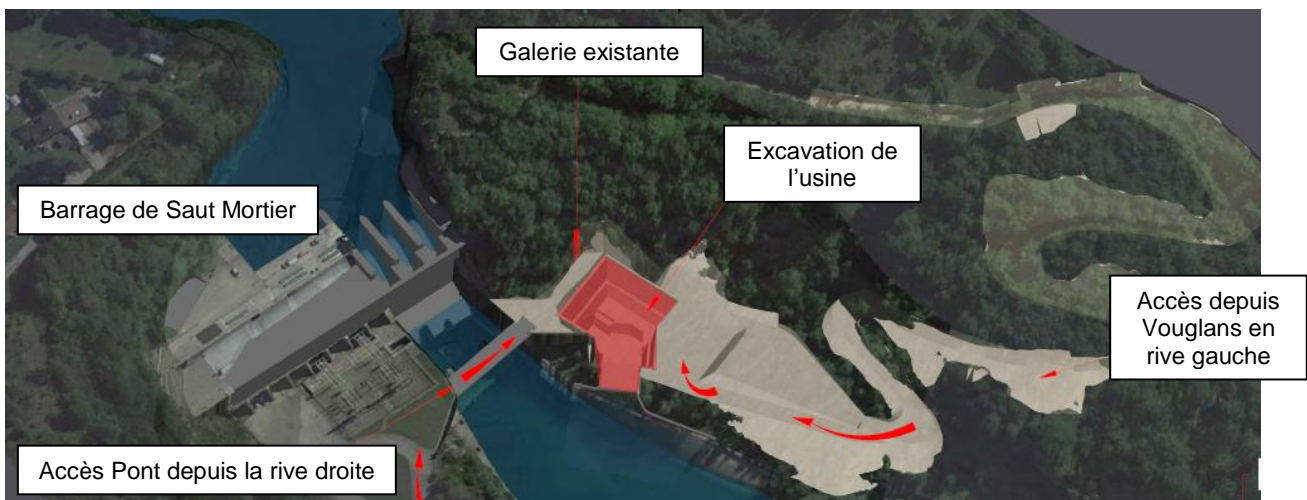 Galerie existante
Excavation de
l'usine
Barrage de Saut Mortier
Accès depuis
Vouglans en
rive gauche
Accès Pont depuis la rive droite